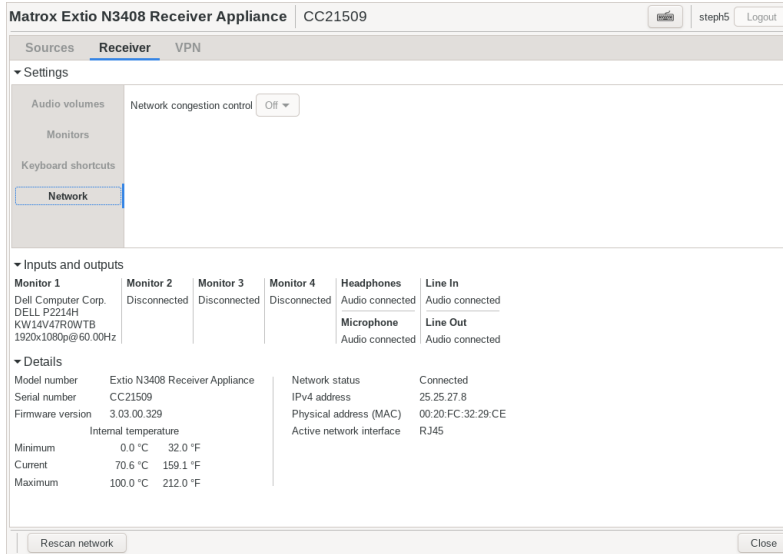 Matrox Extio N3408 Receiver Appliance CC21509 steph5 Logout
Sources Receiver VPN
Settings
Audio volumes
Monitors
Keyboard shortcuts
Network
Network congestion control Off
Inputs and outputs
Monitor 1 Monitor 2 Monitor 3 Monitor 4 Headphones Line In
Dell Computer Corp. Disconnected Disconnected Disconnected Audio connected Audio connected
DELL P2214H
KW14V47R0WTB Microphone Line Out
1920x1080p@60.00Hz Audio connected Audio connected
Details
Model number Extio N3408 Receiver Appliance Network status Connected
Serial number CC21509 IPv4 address 25.25.27.8
Firmware version 3.03.00.329 Physical address (MAC) 00:20:FC:32:29:CE
Internal temperature Active network interface RJ45
Minimum 0.0 °C 32.0 °F
Current 70.6 °C 159.1 °F
Maximum 100.0 °C 212.0 °F
Rescan network Close